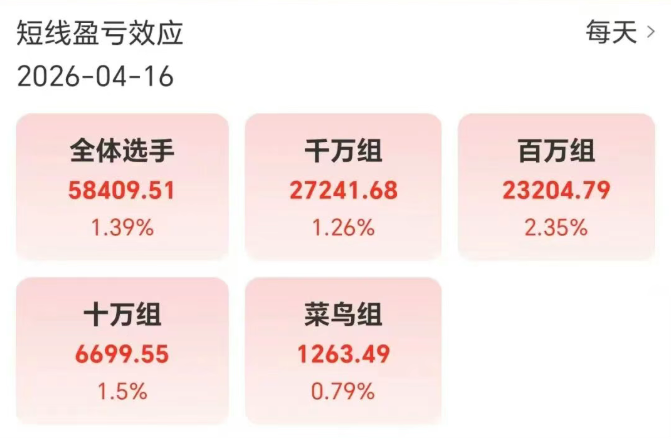 短线盈亏效应
每天 >
2026-04-16
全体选手
58409.51
1.39%
千万组
27241.68
1.26%
百万组
23204.79
2.35%
十万组
6699.55
1.5%
菜鸟组
1263.49
0.79%